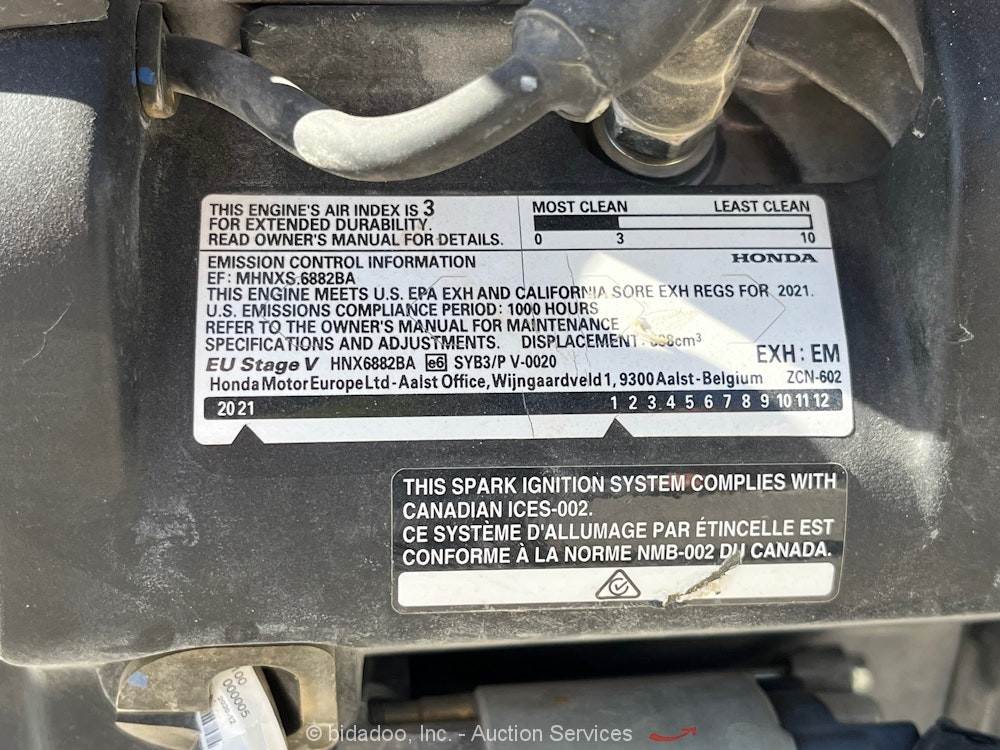 THIS ENGINE'S AIR INDEX IS 3
FOR EXTENDED DURABILITY.
READ OWNER'S MANUAL FOR DETAILS.
MOST CLEAN LEAST CLEAN
0 3 10
EMISSION CONTROL INFORMATION
HONDA
EF: MHNXS.6882BA
THIS ENGINE MEETS U.S. EPA EXH AND CALIFORNIA SORE EXH REGS FOR 2021.
U.S. EMISSIONS COMPLIANCE PERIOD: 1000 HOURS
REFER TO THE OWNER'S MANUAL FOR MAINTENANCE
SPECIFICATIONS AND ADJUSTMENTS. DISPLACEMENT: cm³
EU Stage V HNX6882BA e6 SYB3/P V-0020 EXH: EM
Honda Motor Europe Ltd - Aalst Office, Wijngaardveld 1, 9300 Aalst - Belgium ZCN-602
2021 1 2 3 4 5 6 7 8 9 10 11 12
THIS SPARK IGNITION SYSTEM COMPLIES WITH
CANADIAN ICES-002.
CE SYSTÈME D'ALLUMAGE PAR ÉTINCELLE EST
CONFORME À LA NORME NMB-002 DU CANADA.
00
000005
© bidadoo, Inc. - Auction Services